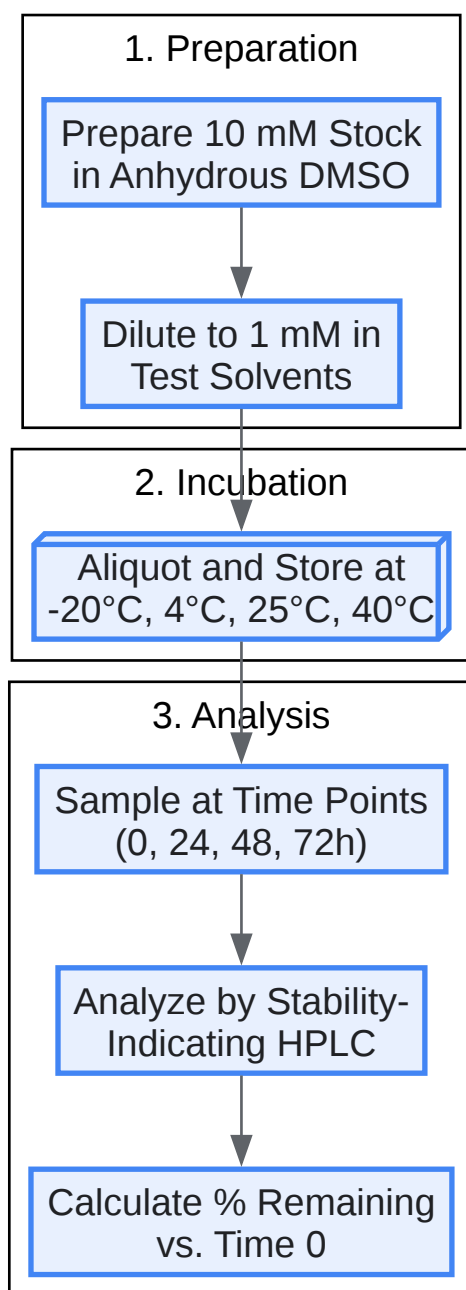 1. Preparation
Prepare 10 mM Stock
in Anhydrous DMSO
Dilute to 1 mM in
Test Solvents
2. Incubation
Aliquot and Store at
-20°C, 4°C, 25°C, 40°C
3. Analysis
Sample at Time Points
(0, 24, 48, 72h)
Analyze by Stability-
Indicating HPLC
Calculate % Remaining
vs. Time 0